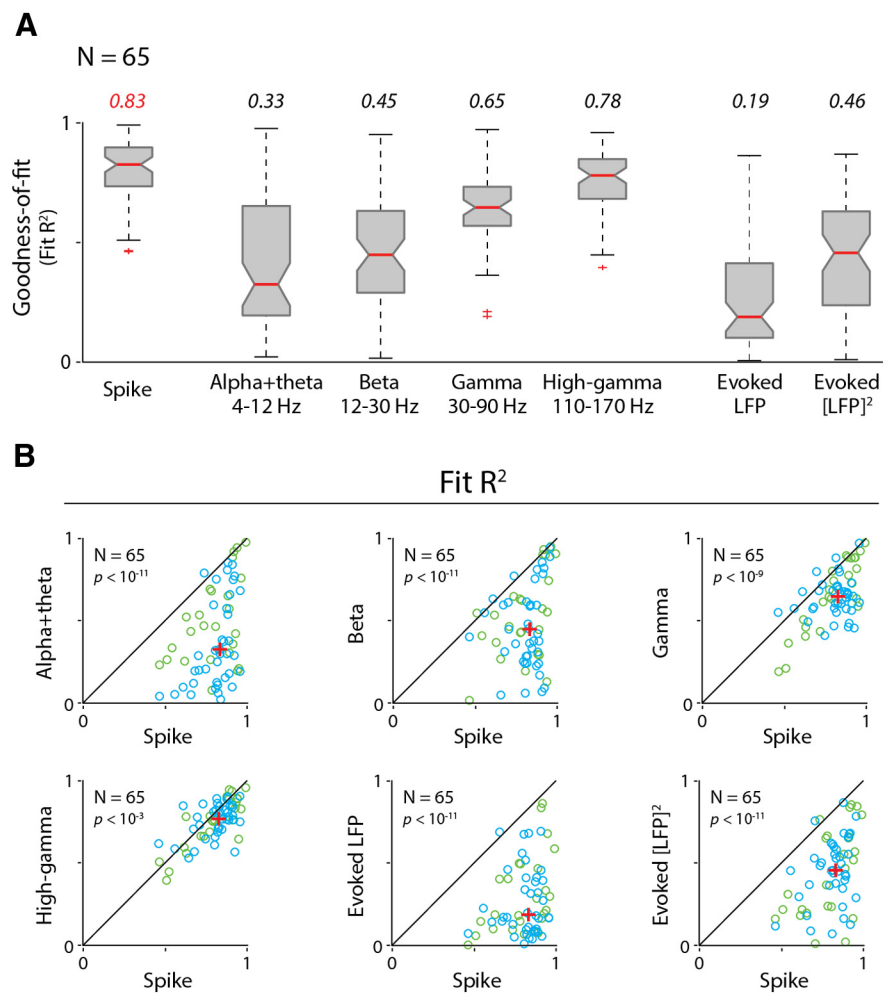 A
N = 65
0.83 0.33 0.45 0.65 0.78 0.19 0.46
1
Goodness-of-fit
(Fit R²)
0
Spike Alpha+theta Beta Gamma High-gamma Evoked Evoked
4-12 Hz 12-30 Hz 30-90 Hz 110-170 Hz LFP [LFP]²
B
Fit R²
1
N = 65
p < 10⁻¹¹
Alpha+theta
0
0 1
Spike
1
N = 65
p < 10⁻¹¹
Beta
0
0 1
Spike
1
N = 65
p < 10⁻⁹
Gamma
0
0 1
Spike
1
N = 65
p < 10⁻³
High-gamma
0
0 1
Spike
1
N = 65
p < 10⁻¹¹
Evoked LFP
0
0 1
Spike
1
N = 65
p < 10⁻¹¹
Evoked [LFP]²
0
0 1
Spike